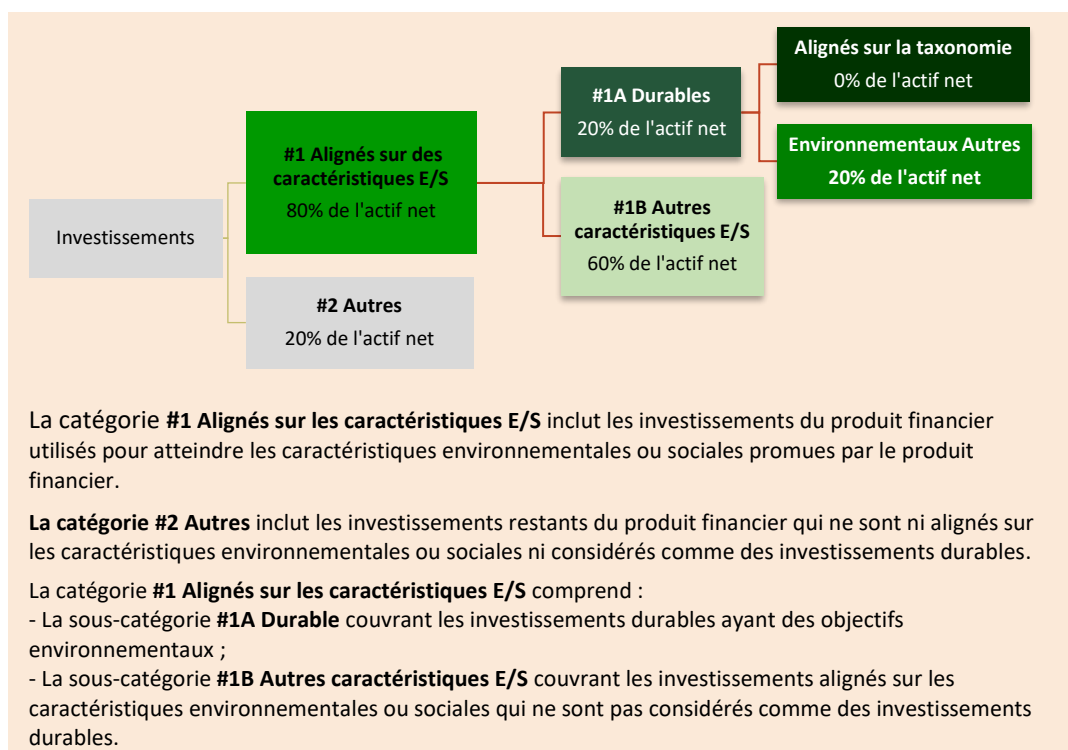 Investissements
#1 Alignés sur des
caractéristiques E/S
80% de l'actif net
#2 Autres
20% de l'actif net
#1A Durables
20% de l'actif net
#1B Autres
caractéristiques E/S
60% de l'actif net
Alignés sur la taxonomie
0% de l'actif net
Environnementaux Autres
20% de l'actif net
La catégorie #1 Alignés sur les caractéristiques E/S inclut les investissements du produit financier
utilisés pour atteindre les caractéristiques environnementales ou sociales promues par le produit
financier.
La catégorie #2 Autres inclut les investissements restants du produit financier qui ne sont ni alignés sur
les caractéristiques environnementales ou sociales ni considérés comme des investissements durables.
La catégorie #1 Alignés sur les caractéristiques E/S comprend :
- La sous-catégorie #1A Durable couvrant les investissements durables ayant des objectifs
environnementaux ;
- La sous-catégorie #1B Autres caractéristiques E/S couvrant les investissements alignés sur les
caractéristiques environnementales ou sociales qui ne sont pas considérés comme des investissements
durables.